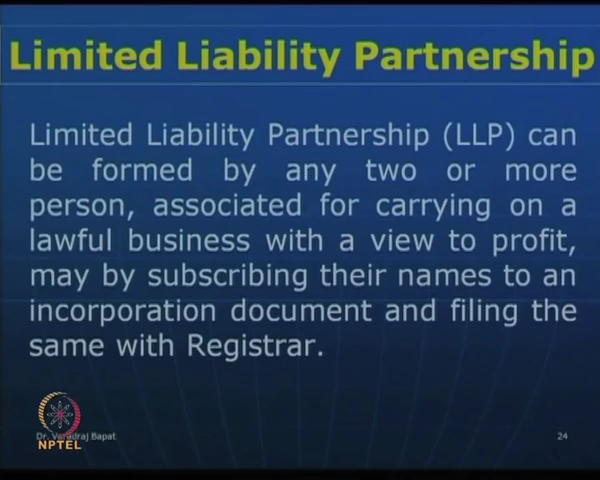 Limited Liability Partnership
Limited Liability Partnership (LLP) can
be formed by any two or more
person, associated for carrying on a
lawful business with a view to profit,
may by subscribing their names to an
incorporation document and filing the
same with Registrar.
Dr. Varadraj Bapat
24
NPTEL